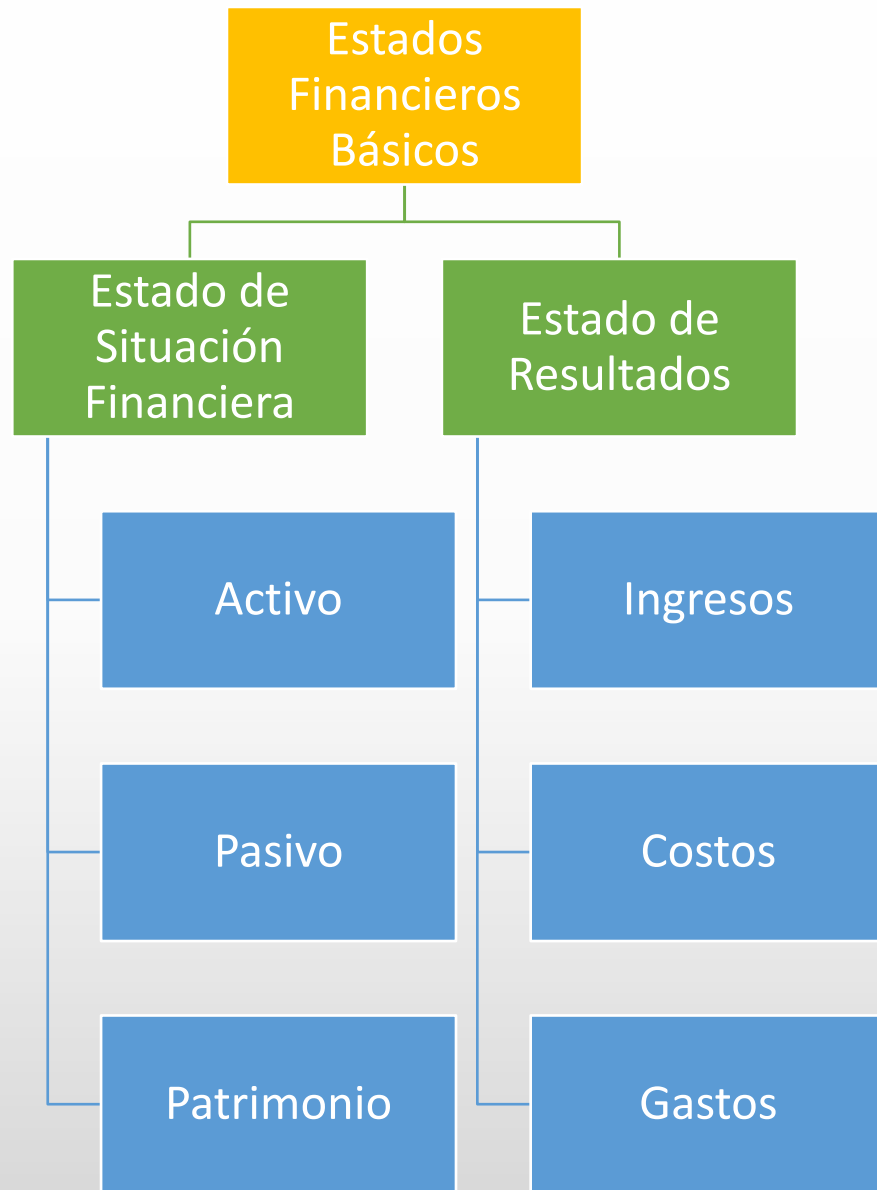 Estados
Financieros
Básicos
Estado de
Situación
Financiera
Estado de
Resultados
Activo
Ingresos
Pasivo
Costos
Patrimonio
Gastos